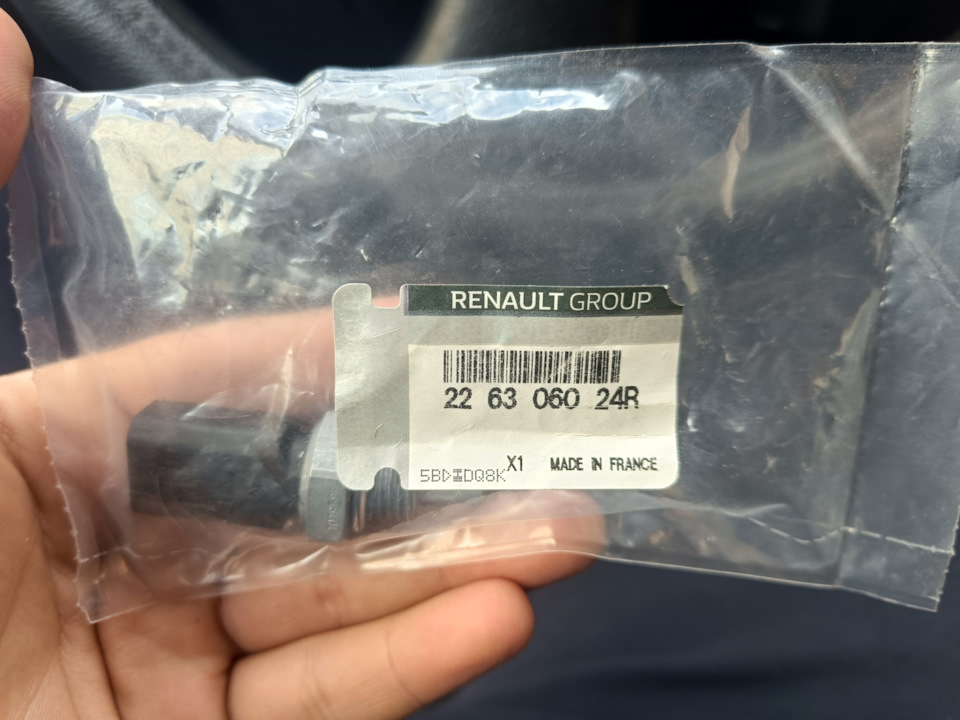 RENAULT GROUP
22 63 060 24R
X1 MADE IN FRANCE